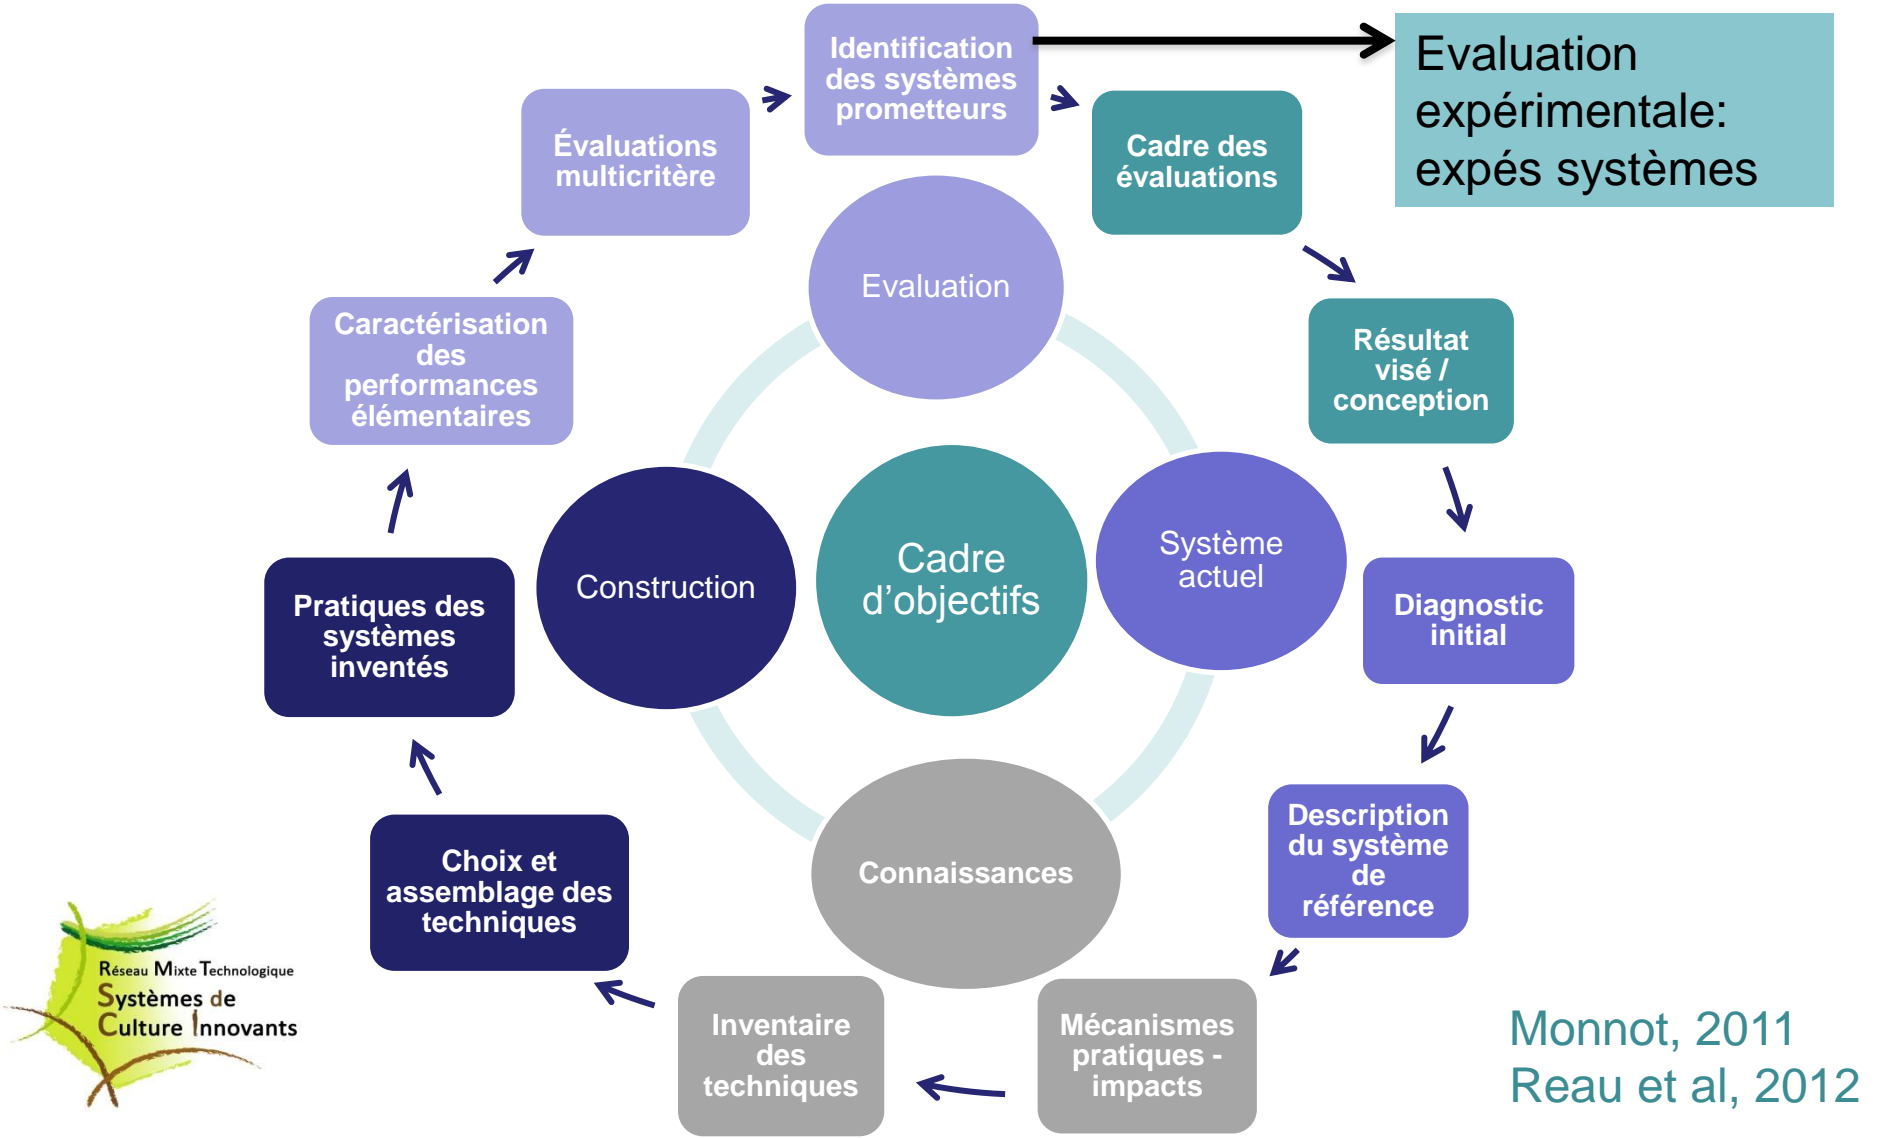 Identification
des systèmes
prometteurs
Evaluation
expérimentale:
expés systèmes
Évaluations
multicritère
Cadre des
évaluations
Evaluation
Caractérisation
des
performances
élémentaires
Résultat
visé /
conception
Système
actuel
Construction
Cadre
d’objectifs
Pratiques des
systèmes
inventés
Diagnostic
initial
Description
du système
de
référence
Connaissances
Choix et
assemblage des
techniques
Inventaire
des
techniques
Mécanismes
pratiques -
impacts
Réseau Mixte Technologique
Systèmes de
Culture Innovants
Monnot, 2011
Reau et al, 2012